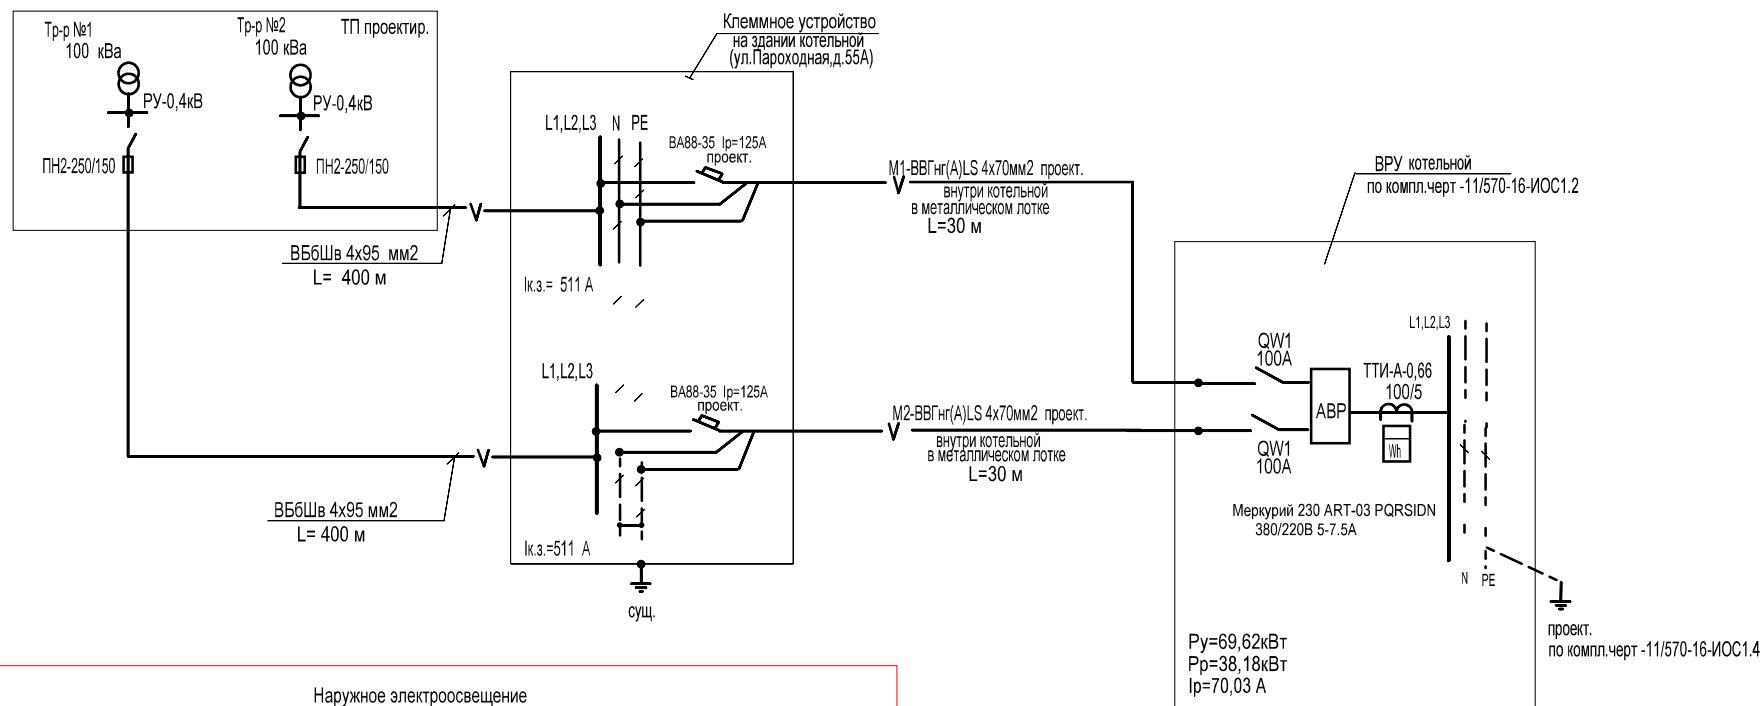 Тр-р №1
100 кВа
Тр-р №2
100 кВа
ТП проектир.
РУ-0,4кВ
РУ-0,4кВ
ПН2-250/150
ПН2-250/150
ВБбШв 4х95 мм2
L= 400 м
ВБбШв 4х95 мм2
L= 400 м
Клеммное устройство
на здании котельной
(ул.Пароходная,д.55А)
L1,L2,L3
N
PE
ВА88-35 Iр=125А
проект.
Iк.з.= 511 А
L1,L2,L3
ВА88-35 Iр=125А
проект.
Iк.з.=511 А
сущ.
М1-ВВГнг(А)LS 4х70мм2 проект.
внутри котельной
в металлическом лотке
L=30 м
М2-ВВГнг(А)LS 4х70мм2 проект.
внутри котельной
в металлическом лотке
L=30 м
ВРУ котельной
по компл.черт -11/570-16-ИОС1.2
QW1
100А
QW1
100А
АВР
ТТИ-А-0,66
100/5
Wh
L1,L2,L3
Меркурий 230 ART-03 PQRSIDN
380/220В 5-7.5А
N
PE
проект.
по компл.черт -11/570-16-ИОС1.4
Ру=69,62кВт
Рр=38,18кВт
Iр=70,03 А
Наружное электроосвещение